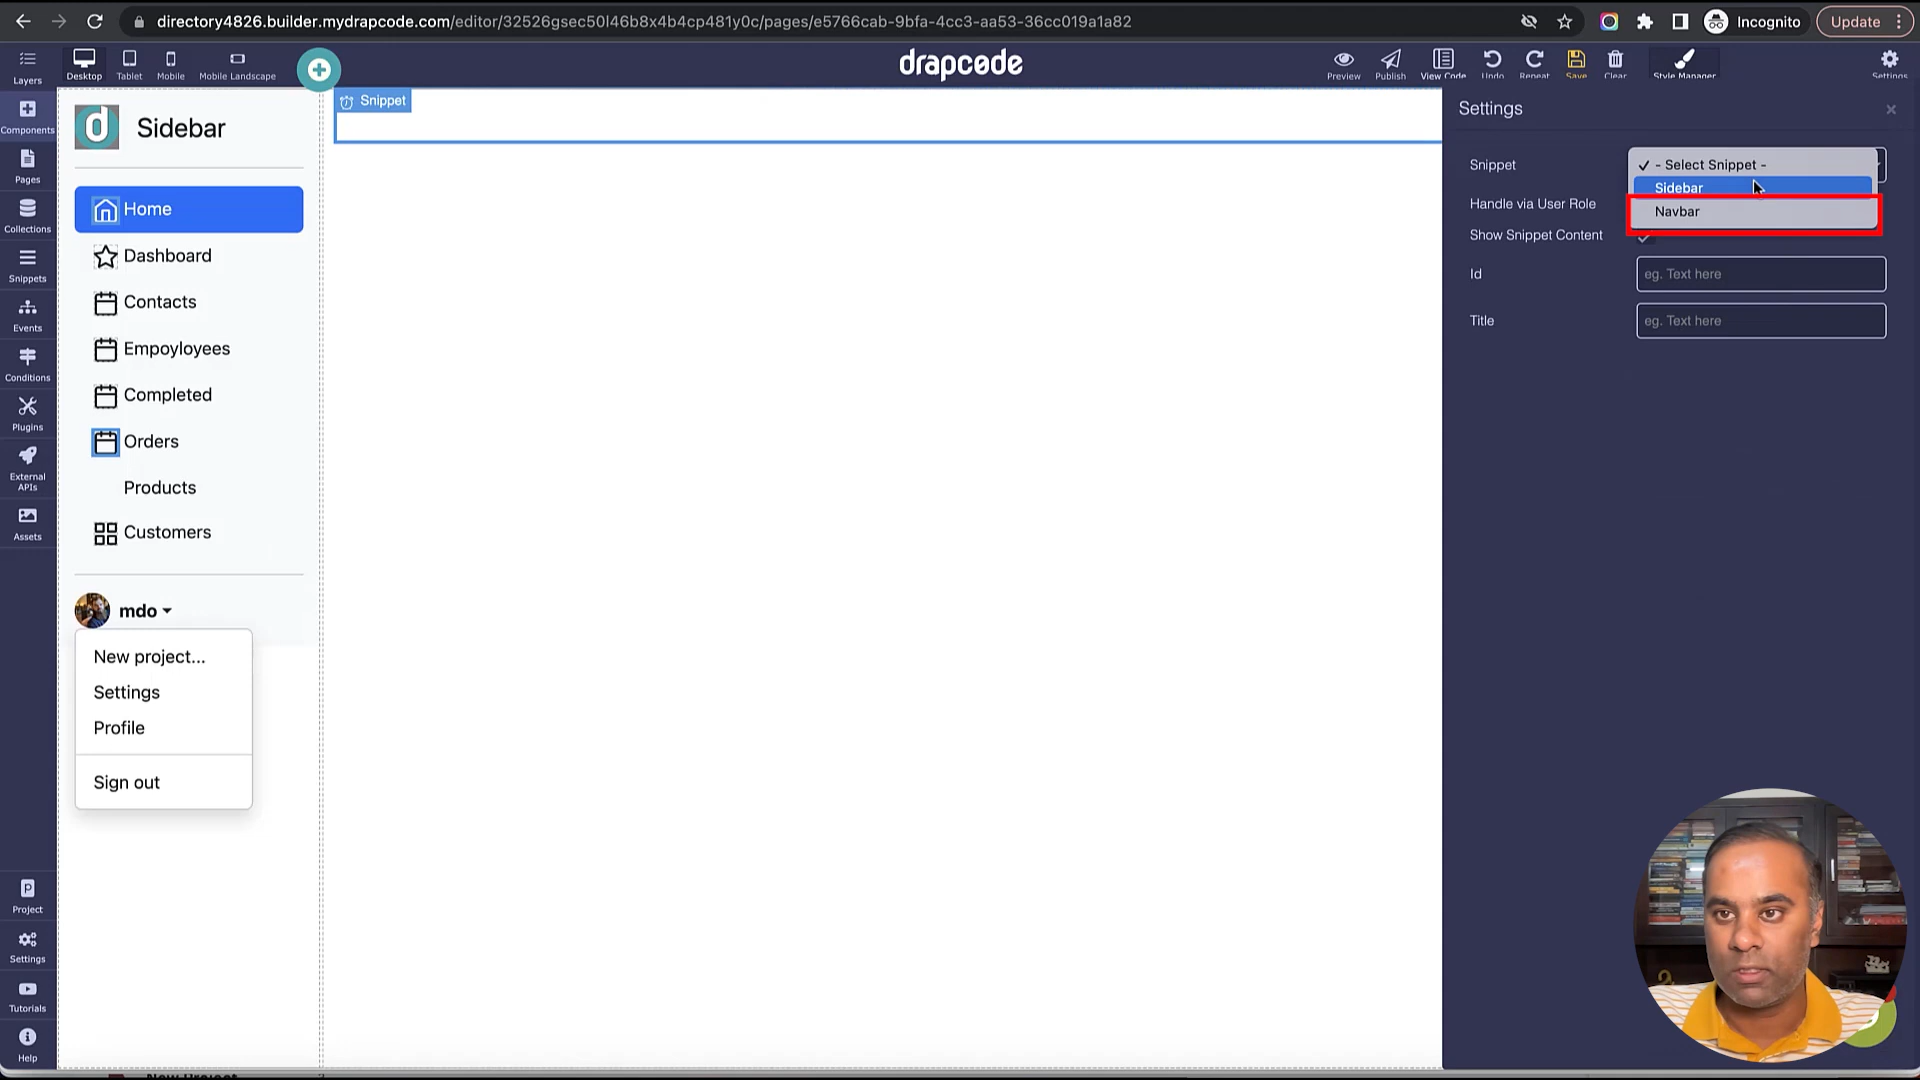 directory4826.builder.mydrapcode.com/editor/32526gsec50l46b8x4b4cp481y0c/pages/e5766cab-9bfa-4cc3-aa53-36cc019a1a82
Incognito
Update
Layers
Desktop
Tablet
Mobile
Mobile Landscape
drapcode
Preview
Publish
View Code
Undo
Repeat
Save
Clear
Style Manager
Settings
Components
Pages
Collections
Snippets
Events
Conditions
Plugins
External
APIs
Assets
Project
Settings
Tutorials
Help
d
Sidebar
Home
Dashboard
Contacts
Empoyloyees
Completed
Orders
Products
Customers
mdo
New project...
Settings
Profile
Sign out
Snippet
Settings
Snippet
- Select Snippet -
Sidebar
Navbar
Handle via User Role
Show Snippet Content
Id
eg. Text here
Title
eg. Text here
New Project